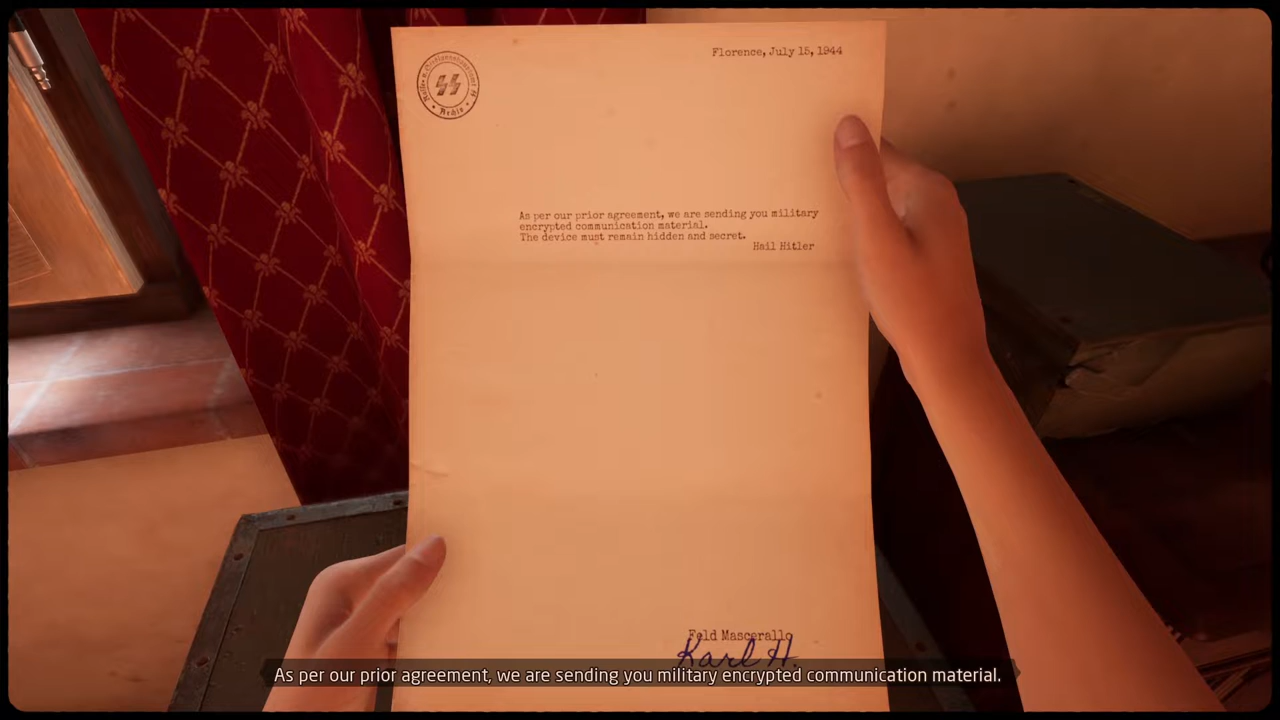 Florence, July 15, 1944
As per our prior agreement, we are sending you military
encrypted communication material.
The device must remain hidden and secret.
Hail Hitler
Feld Mascerallo
Karl H.
As per our prior agreement, we are sending you military encrypted communication material.